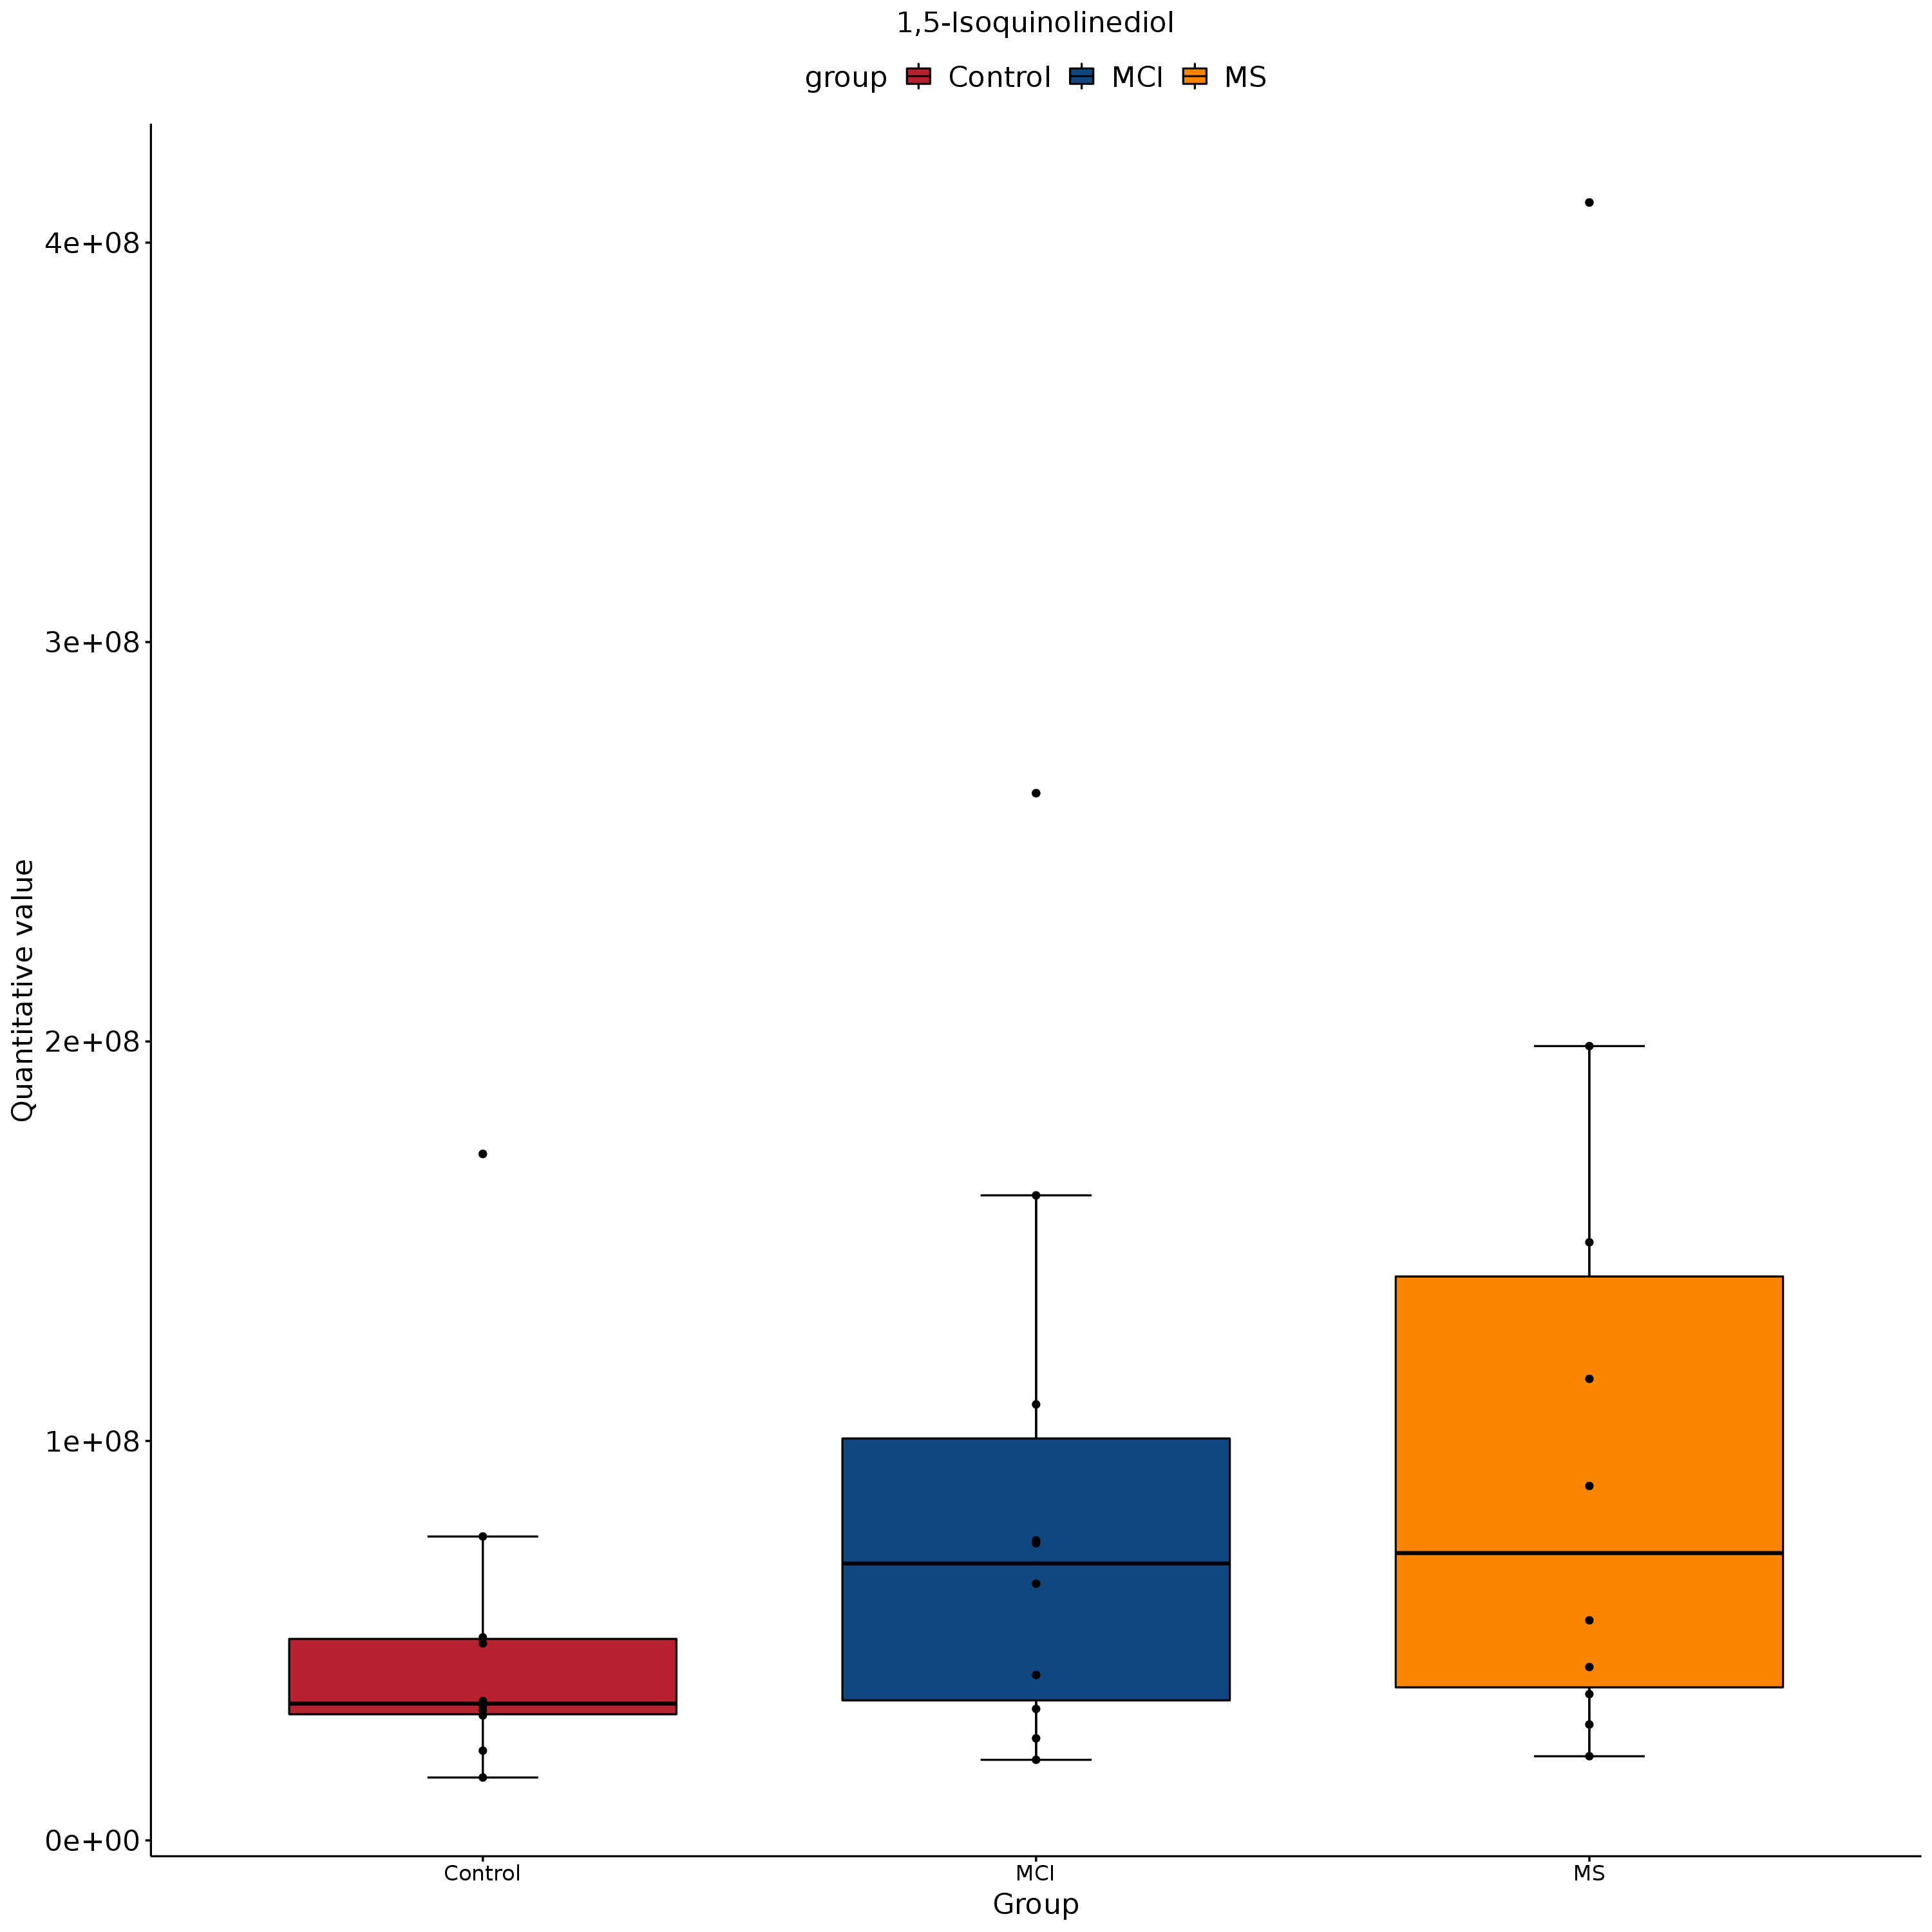 1,5-Isoquinolinediol
group Control MCI MS
4e+08
3e+08
2e+08
1e+08
0e+00
Quantitative value
Control MCI MS
Group